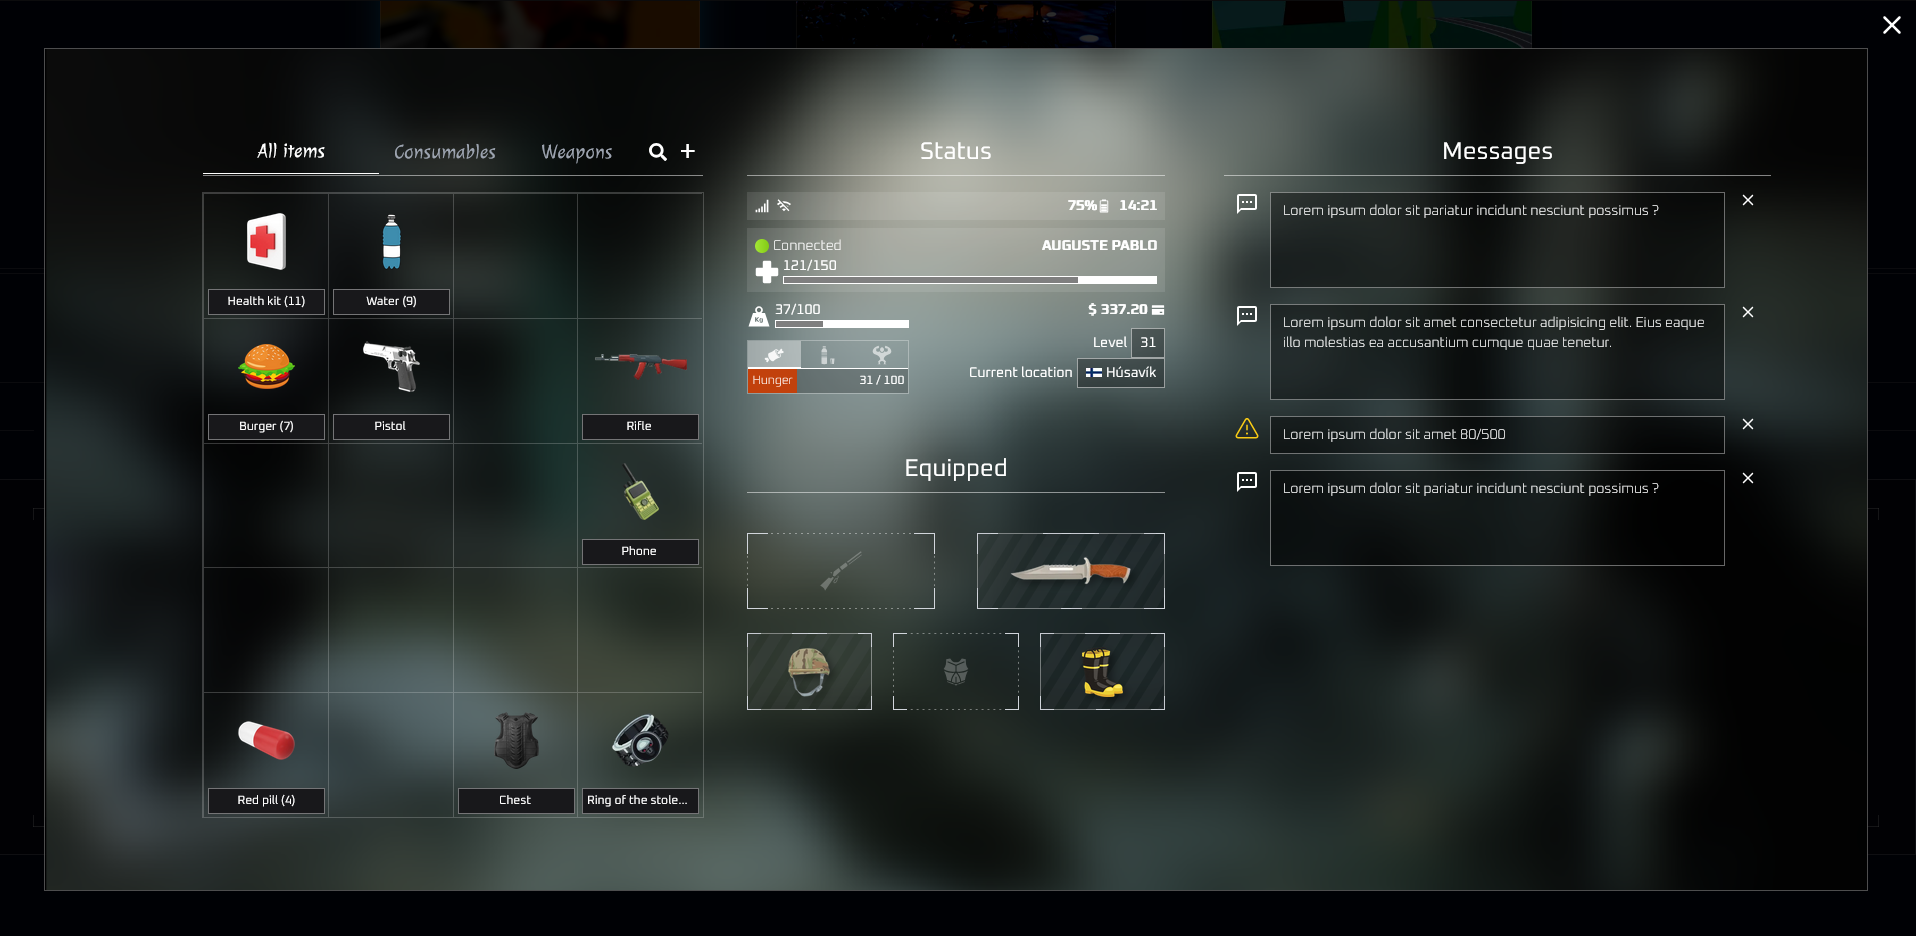 All items
Consumables
Weapons
Health kit (11)
Water (9)
Burger (7)
Pistol
Rifle
Phone
Red pill (4)
Chest
Ring of the stole...
Status
75%
14:21
Connected
AUGUSTE PABLO
121/150
Kg
37/100
$ 337.20
Level
31
Hunger
31 / 100
Current location
Húsavík
Equipped
Messages
Lorem ipsum dolor sit pariatur incidunt nesciunt possimus ?
Lorem ipsum dolor sit amet consectetur adipisicing elit. Eius eaque
illo molestias ea accusantium cumque quae tenetur.
Lorem ipsum dolor sit amet 80/500
Lorem ipsum dolor sit pariatur incidunt nesciunt possimus ?